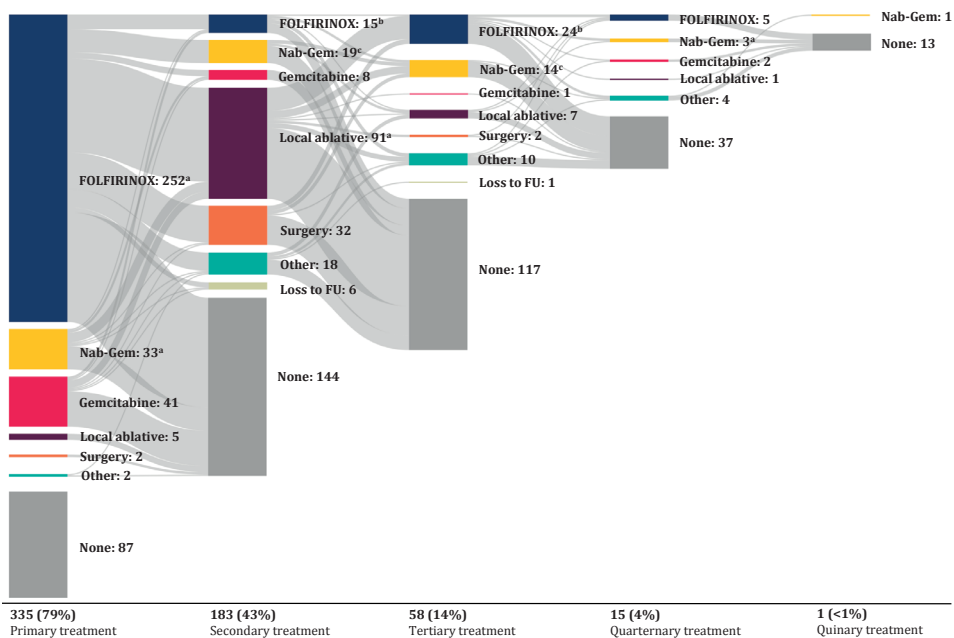 FOLFIRINOX: 252ᵃ
Nab-Gem: 33ᵃ
Gemcitabine: 41
Local ablative: 5
Surgery: 2
Other: 2
None: 87
FOLFIRINOX: 15ᵇ
Nab-Gem: 19ᶜ
Gemcitabine: 8
Local ablative: 91ᵃ
Surgery: 32
Other: 18
Loss to FU: 6
None: 144
FOLFIRINOX: 24ᵇ
Nab-Gem: 14ᶜ
Gemcitabine: 1
Local ablative: 7
Surgery: 2
Other: 10
Loss to FU: 1
None: 117
FOLFIRINOX: 5
Nab-Gem: 3ᵃ
Gemcitabine: 2
Local ablative: 1
Other: 4
None: 37
Nab-Gem: 1
None: 13
335 (79%)
Primary treatment
183 (43%)
Secondary treatment
58 (14%)
Tertiary treatment
15 (4%)
Quarternary treatment
1 (<1%)
Quinary treatment